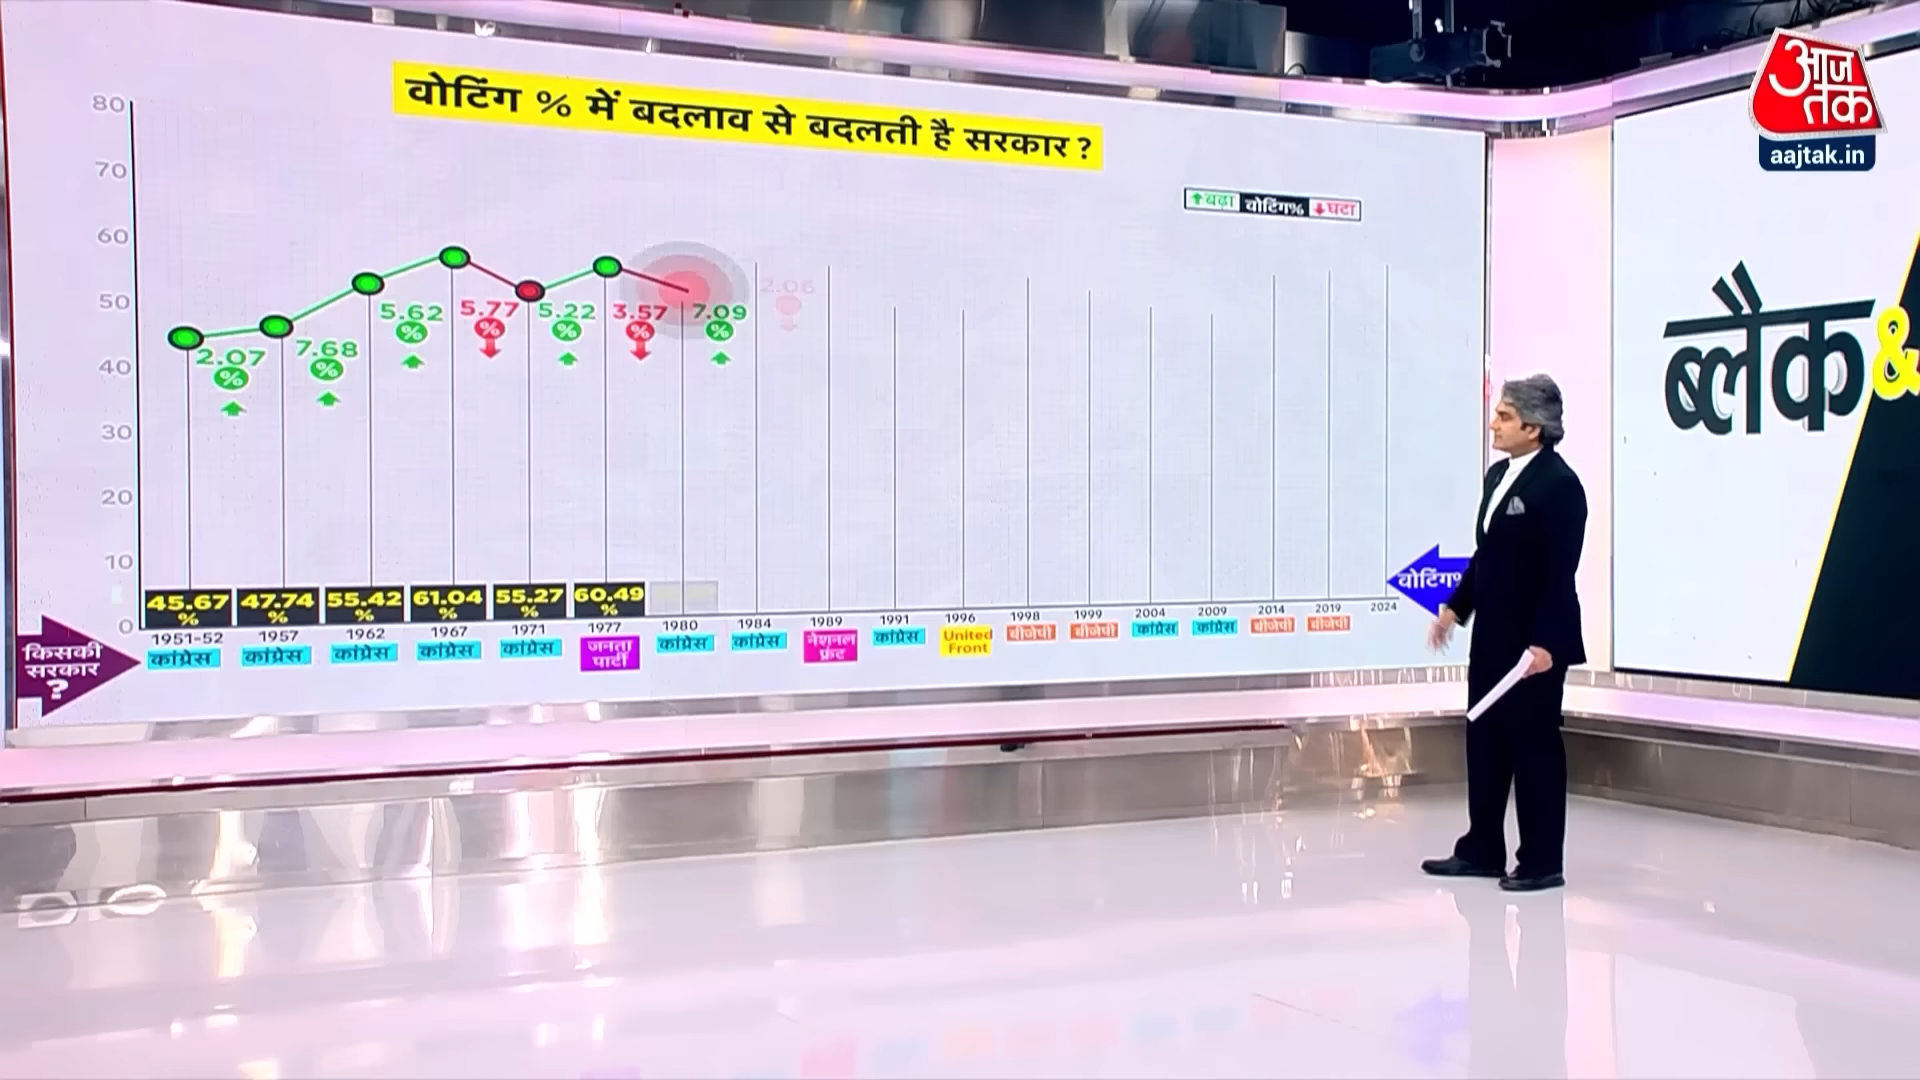 वोटिंग % में बदलाव से बदलती है सरकार ?
आज
तक
aajtak.in
बढ़ा वोटिंग% घटा
ब्लैक&
80
70
60
50
40
30
20
10
0
2.07 7.68 5.62 5.77 5.22 3.57 7.09 2.06
% % % % % % %
45.67 47.74 55.42 61.04 55.27 60.49
% % % % % %
1951-52 1957 1962 1967 1971 1977 1980 1984 1989 1991 1996 1998 1999 2004 2009 2014 2019 2024
कांग्रेस कांग्रेस कांग्रेस कांग्रेस कांग्रेस जनता पार्टी कांग्रेस कांग्रेस नेशनल फ्रंट कांग्रेस United Front बीजेपी बीजेपी कांग्रेस कांग्रेस बीजेपी बीजेपी
किसकी
सरकार
?
वोटिंग%